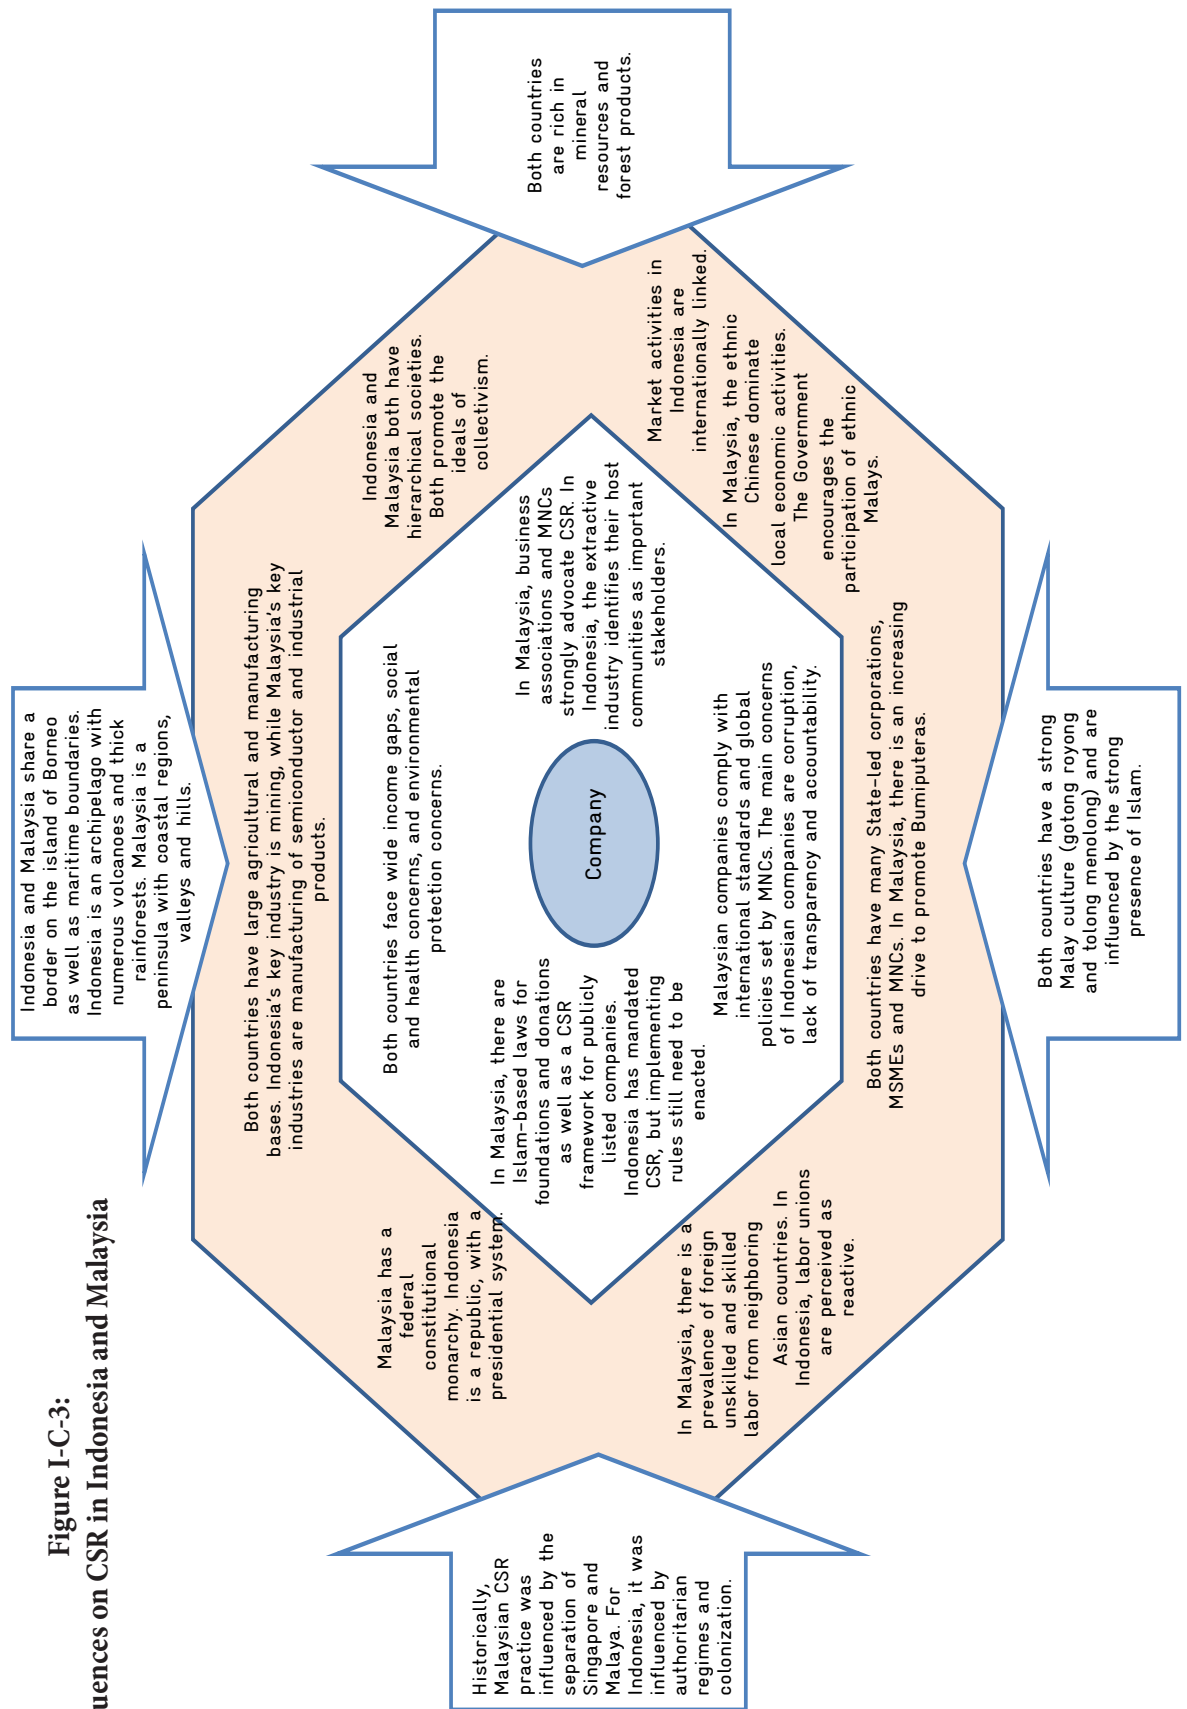 Figure I-C-3:
uences on CSR in Indonesia and Malaysia
Indonesia and Malaysia share a
border on the island of Borneo
as well as maritime boundaries.
Indonesia is an archipelago with
numerous volcanoes and thick
rainforests. Malaysia is a
peninsula with coastal regions,
valleys and hills.
Both countries have large agricultural and manufacturing
bases. Indonesia's key industry is mining, while Malaysia's key
industries are manufacturing of semiconductor and industrial
products.
Malaysia has a
federal
constitutional
monarchy. Indonesia
is a republic, with a
presidential system.
Indonesia and
Malaysia both have
hierarchical societies.
Both promote the
ideals of
collectivism.
Both countries face wide income gaps, social
and health concerns, and environmental
protection concerns.
Historically,
Malaysian CSR
practice was
influenced by the
separation of
Singapore and
Malaya. For
Indonesia, it was
influenced by
authoritarian
regimes and
colonization.
In Malaysia, there are
Islam-based laws for
foundations and donations
as well as a CSR
framework for publicly
listed companies.
Indonesia has mandated
CSR, but implementing
rules still need to be
enacted.
Company
In Malaysia, business
associations and MNCs
strongly advocate CSR. In
Indonesia, the extractive
industry identifies their host
communities as important
stakeholders.
Both countries
are rich in
mineral
resources and
forest products.
Malaysian companies comply with
international standards and global
policies set by MNCs. The main concerns
of Indonesian companies are corruption,
lack of transparency and accountability.
In Malaysia, there is a
prevalence of foreign
unskilled and skilled
labor from neighboring
Asian countries. In
Indonesia, labor unions
are perceived as
reactive.
Market activities in
Indonesia are
internationally linked.
In Malaysia, the ethnic
Chinese dominate
local economic activities.
The Government
encourages the
participation of ethnic
Malays.
Both countries have many State-led corporations,
MSMEs and MNCs. In Malaysia, there is an increasing
drive to promote Bumiputeras.
Both countries have a strong
Malay culture (gotong royong
and tolong menolong) and are
influenced by the strong
presence of Islam.